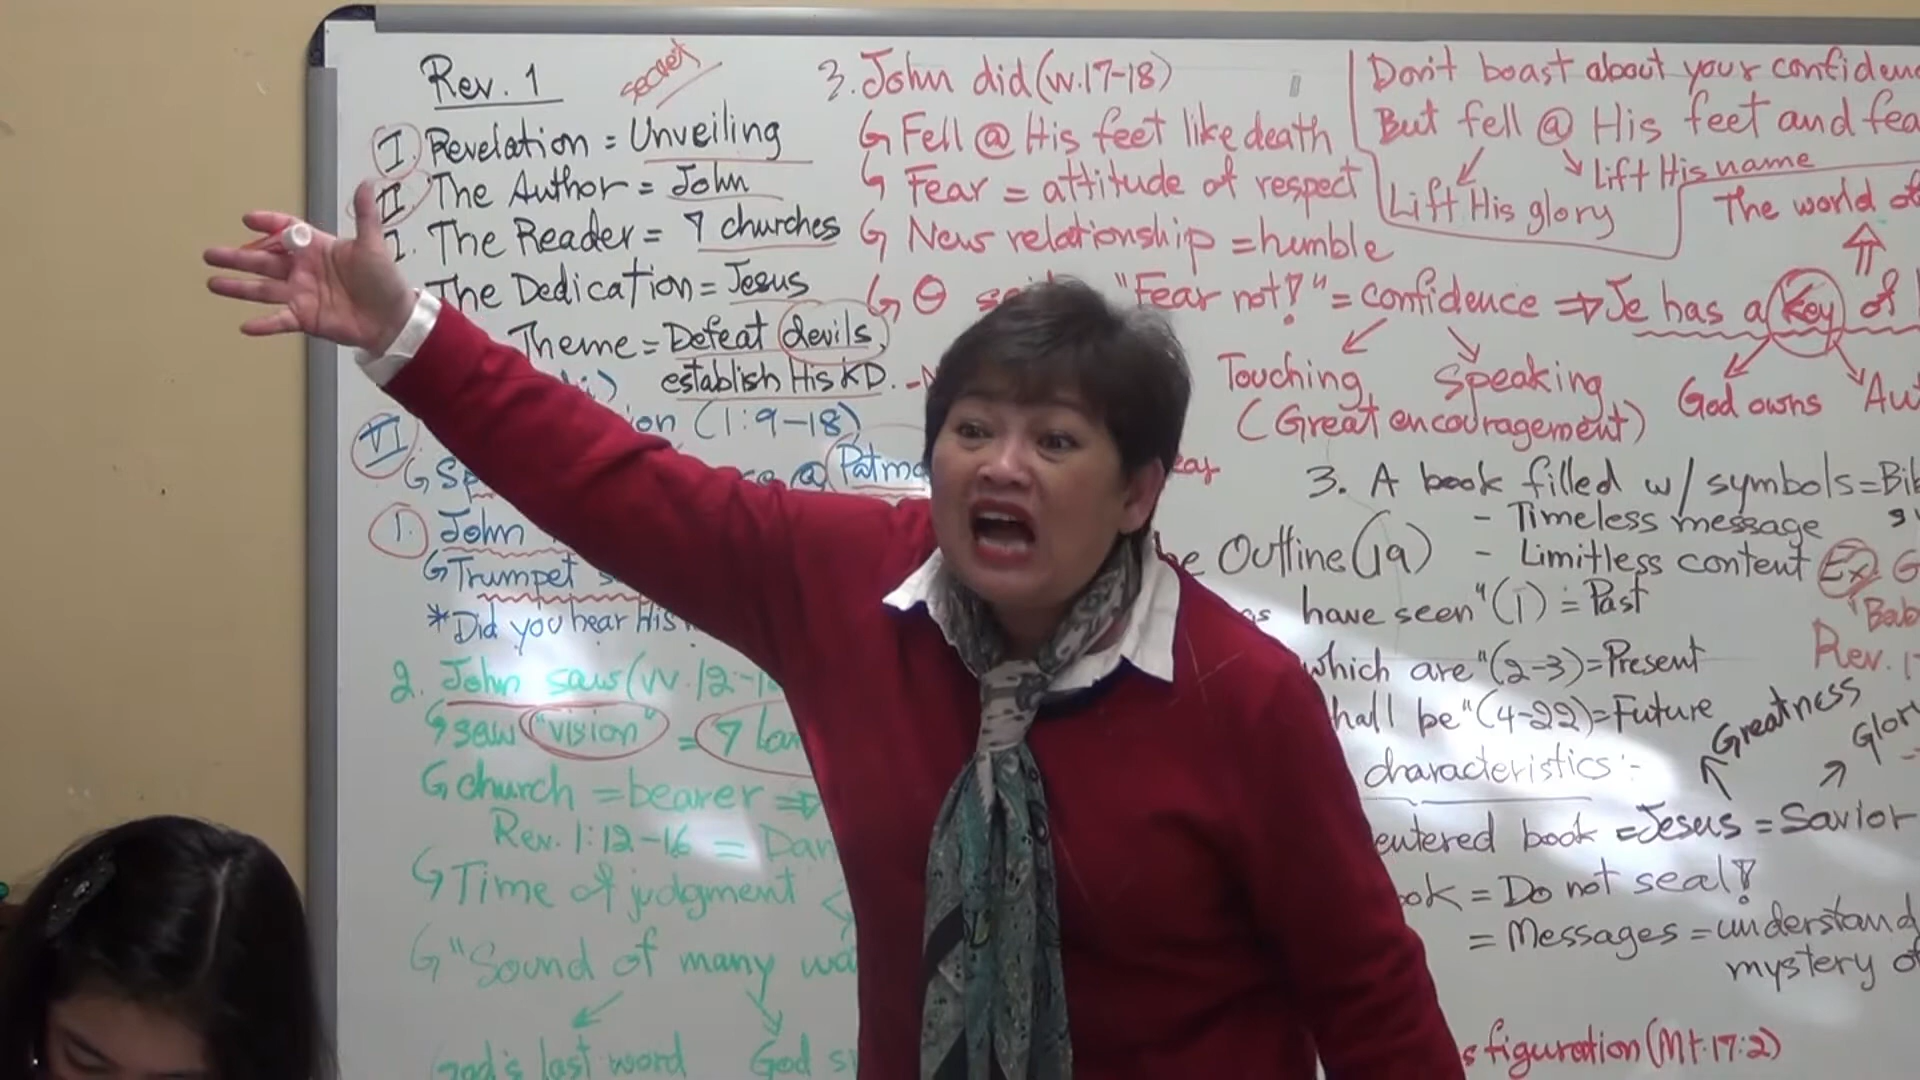 Rev. 1
secret
I. Revelation = Unveiling
II. The Author = John
I. The Reader = 7 churches
The Dedication = Jesus
Theme = Defeat devils,
establish His KD.
(1:9-18)
VI
@ Patmo
1. John
Trumpet
*Did you hear His
2. John saw (vv.12-1
saw "vision" = 7 lam
church = bearer ⇒
Rev. 1:12-16 = Dan
Time of judgment
"Sound of many wa
God's last word God s
3. John did (vv.17-18)
Fell @ His feet like death
Fear = attitude of respect
New relationship = humble
"Fear not!" = confidence ⇒ Je has a Key of
Touching Speaking
(Great encouragement)
God owns Aut
Don't boast about your confiden
But fell @ His feet and fea
Lift His glory
Lift His name
The world of
3. A book filled w/ symbols = Bib
- Timeless message
- Limitless content Ex
Bab
Rev. 1
e Outline (1a)
have seen" (1) = Past
which are" (2-3) = Present
hall be" (4-22) = Future
characteristics:-
Greatness
Glor
entered book = Jesus = Savior
ook = Do not seal!
= Messages = understand
mystery of
sfiguration (Mt. 17:2)